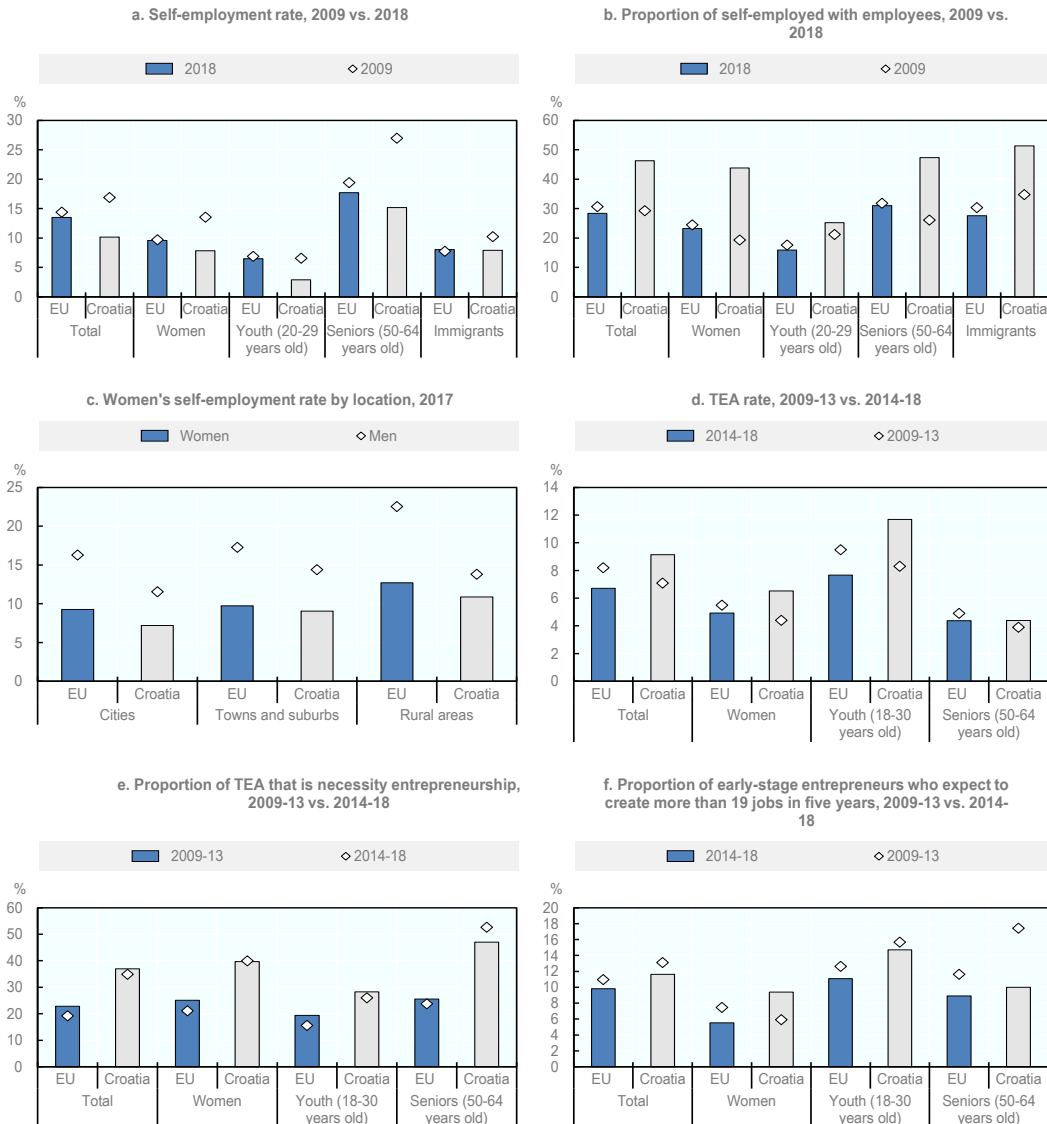 a. Self-employment rate, 2009 vs. 2018
2018 2009
%
30
25
20
15
10
5
0
EU Croatia EU Croatia EU Croatia EU Croatia EU Croatia
Total Women Youth (20-29 Seniors (50-64 Immigrants
years old) years old)
b. Proportion of self-employed with employees, 2009 vs.
2018
2018 2009
%
60
50
40
30
20
10
0
EU Croatia EU Croatia EU Croatia EU Croatia EU Croatia
Total Women Youth (20-29 Seniors (50-64 Immigrants
years old) years old)
c. Women's self-employment rate by location, 2017
Women Men
%
25
20
15
10
5
0
EU Croatia EU Croatia EU Croatia
Cities Towns and suburbs Rural areas
d. TEA rate, 2009-13 vs. 2014-18
2014-18 2009-13
%
14
12
10
8
6
4
2
0
EU Croatia EU Croatia EU Croatia EU Croatia
Total Women Youth (18-30 Seniors (50-64
years old) years old)
e. Proportion of TEA that is necessity entrepreneurship,
2009-13 vs. 2014-18
2009-13 2014-18
%
60
50
40
30
20
10
0
EU Croatia EU Croatia EU Croatia EU Croatia
Total Women Youth (18-30 Seniors (50-64
years old) years old)
f. Proportion of early-stage entrepreneurs who expect to
create more than 19 jobs in five years, 2009-13 vs. 2014-
18
2014-18 2009-13
%
20
18
16
14
12
10
8
6
4
2
0
EU Croatia EU Croatia EU Croatia EU Croatia
Total Women Youth (18-30 Seniors (50-64
years old) years old)